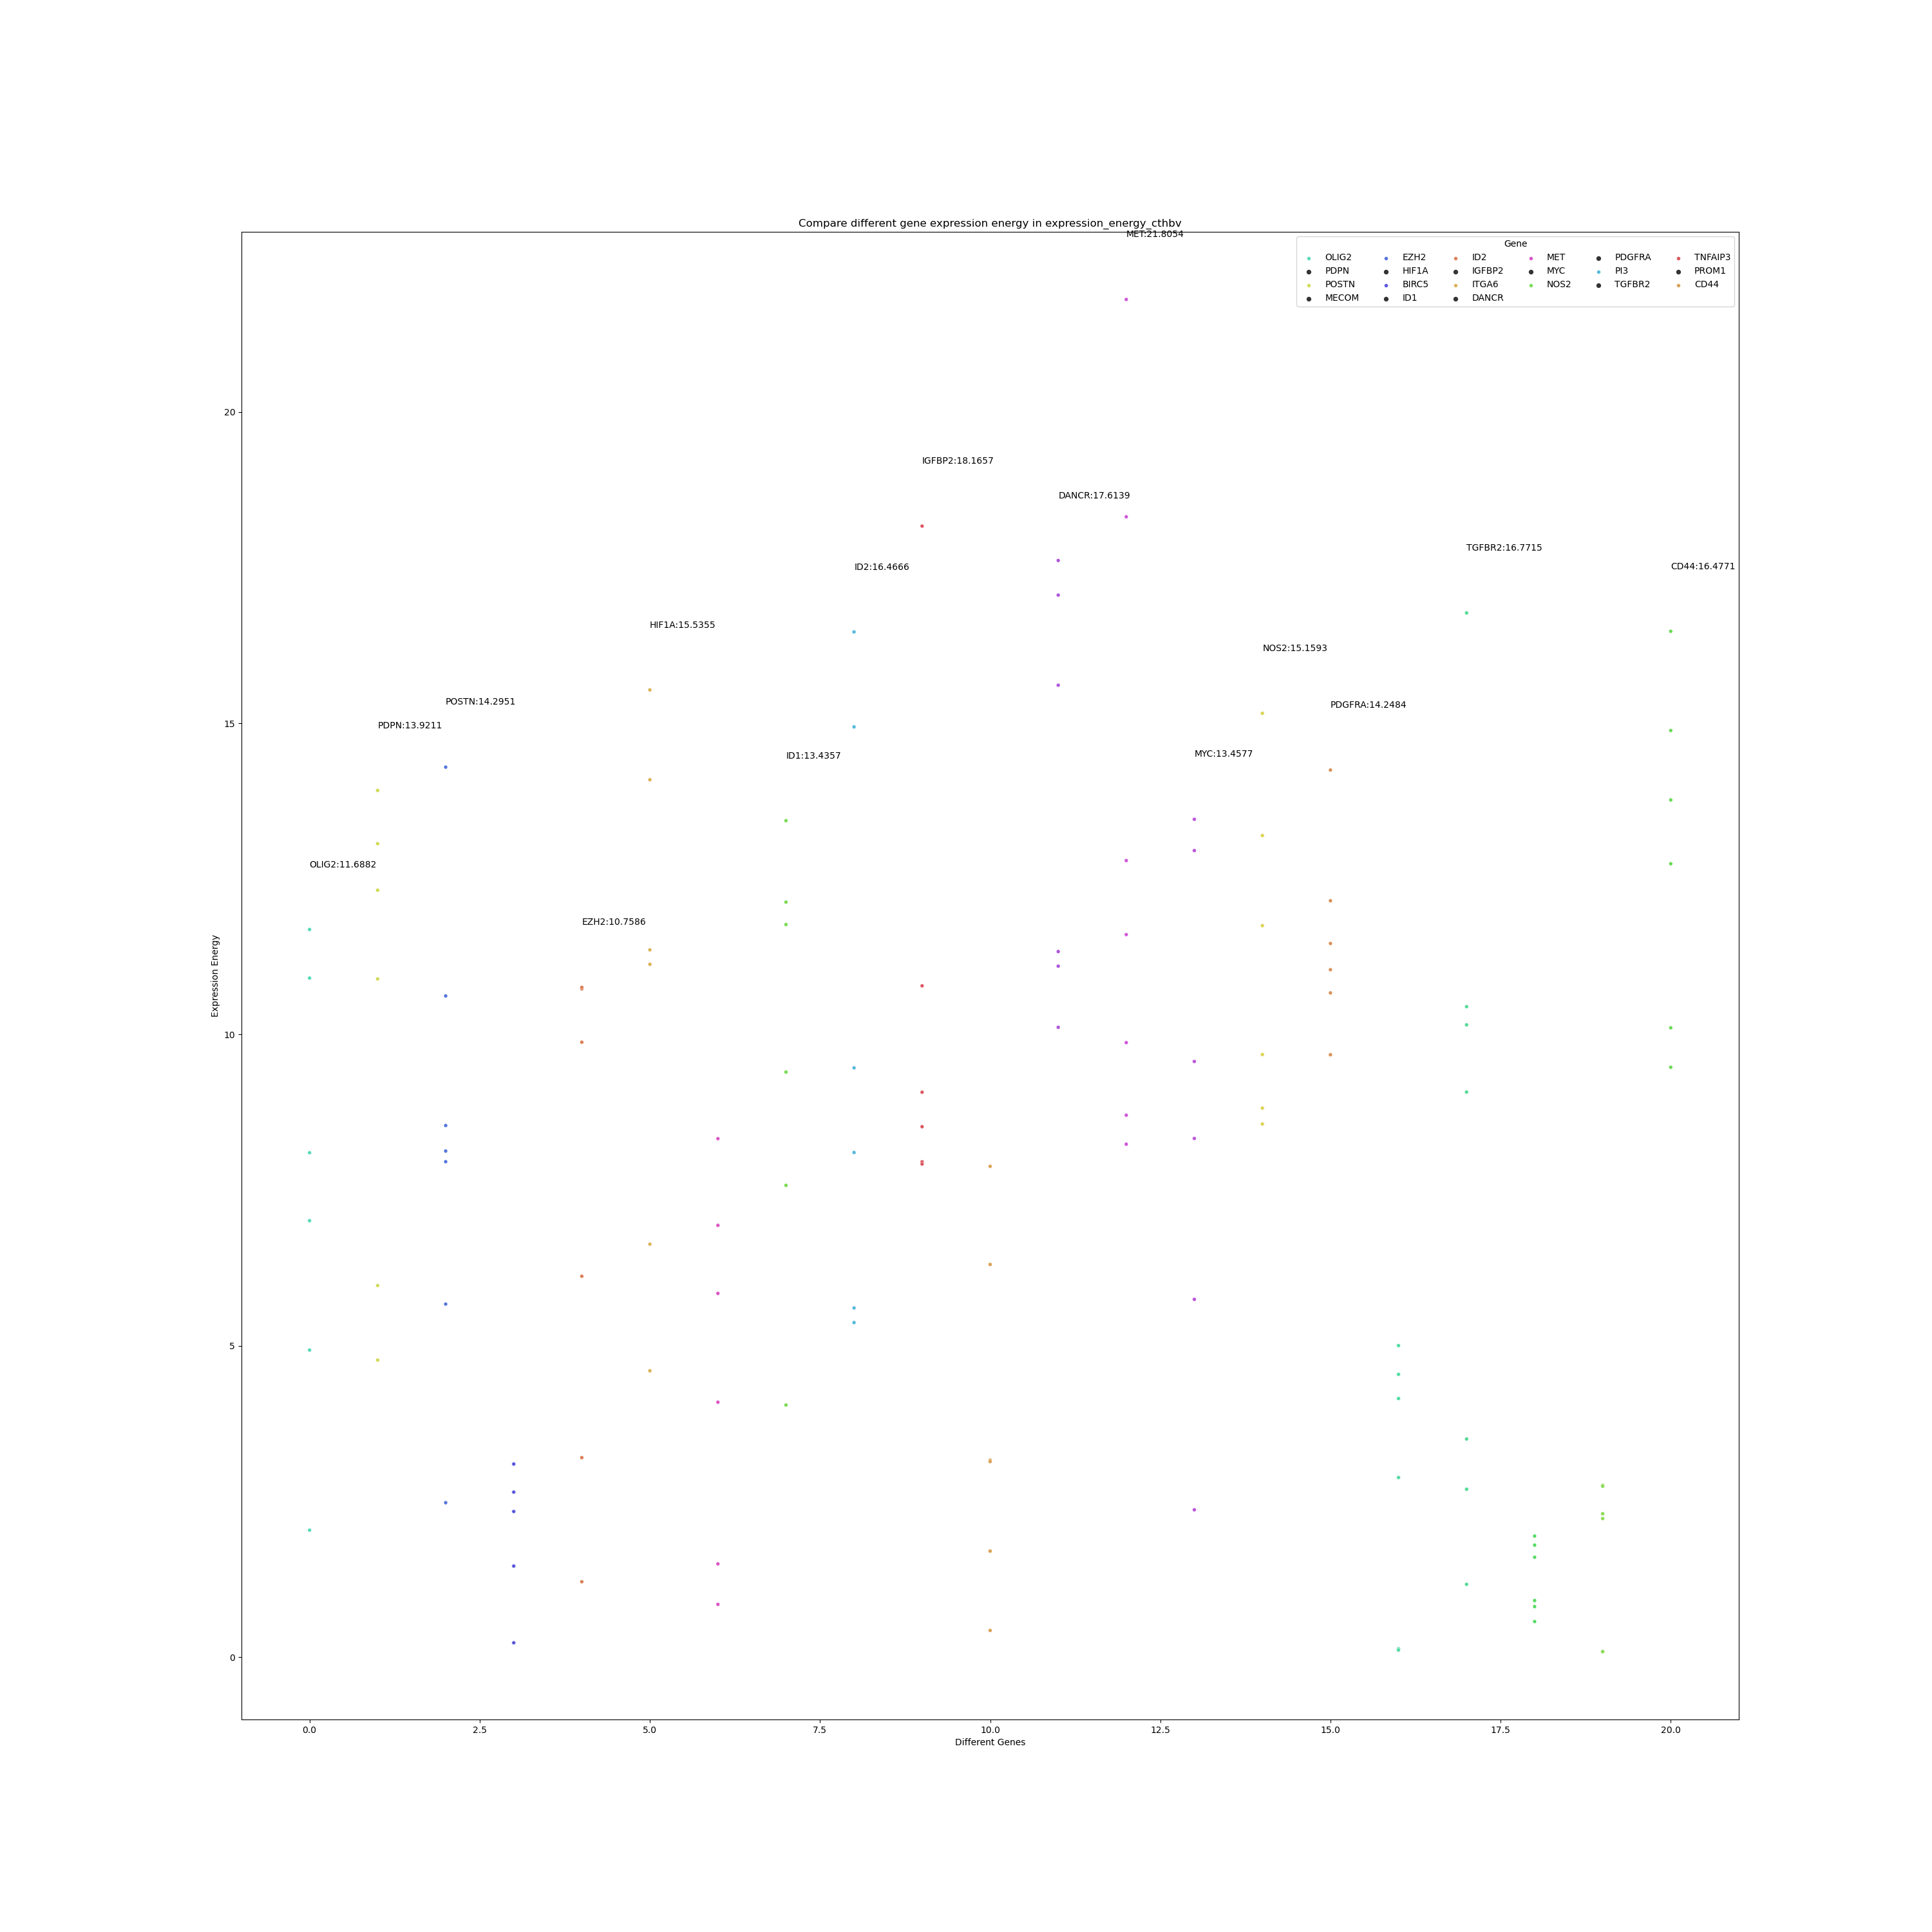 Compare different gene expression energy in expression_energy_cthbv
MET:21.8054
Gene
OLIG2 EZH2 ID2 MET PDGFRA TNFAIP3
PDPN HIF1A IGFBP2 MYC PI3 PROM1
POSTN BIRC5 ITGA6 NOS2 TGFBR2 CD44
MECOM ID1 DANCR
20
IGFBP2:18.1657
DANCR:17.6139
TGFBR2:16.7715
ID2:16.4666
CD44:16.4771
HIF1A:15.5355
NOS2:15.1593
POSTN:14.2951
PDGFRA:14.2484
15
PDPN:13.9211
ID1:13.4357
MYC:13.4577
OLIG2:11.6882
EZH2:10.7586
Expression Energy
10
5
0
0.0 2.5 5.0 7.5 10.0 12.5 15.0 17.5 20.0
Different Genes